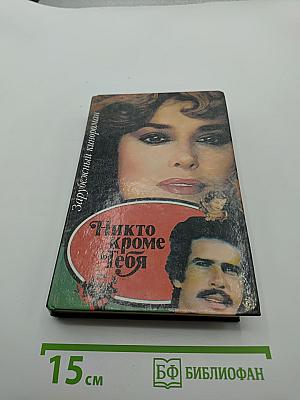 Зарубежный кинороман
Никто
кроме
Тебя
15 см
БФ БИБЛИОФАН